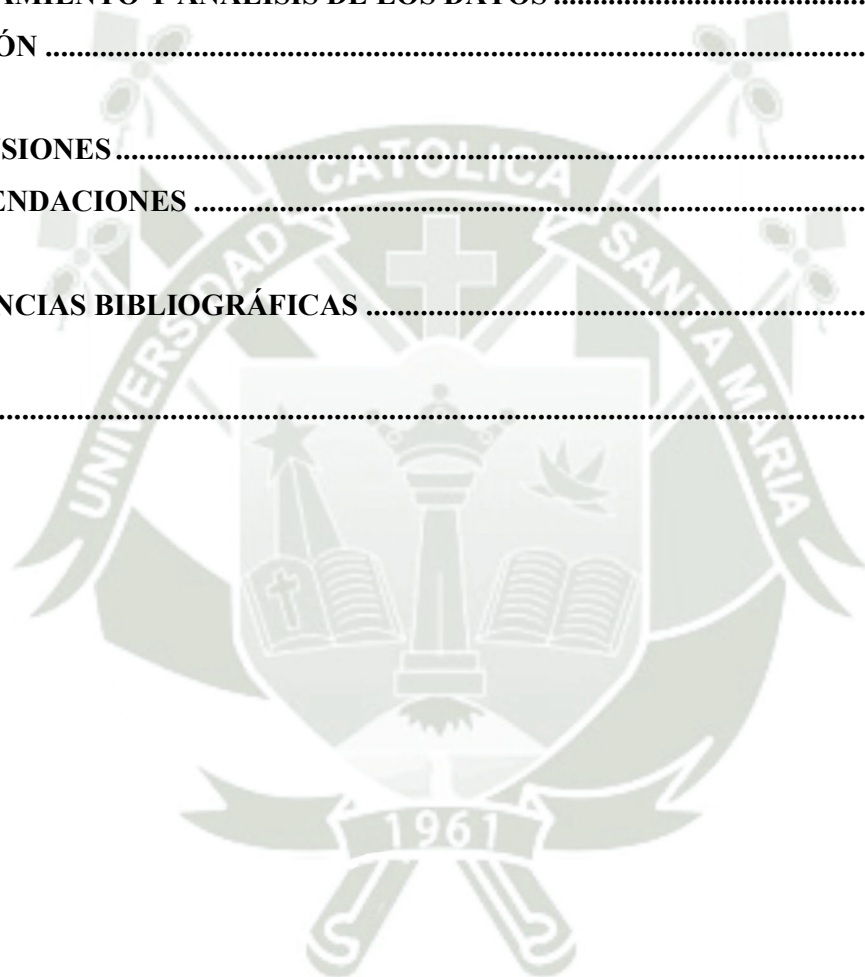 AMIENTO Y ANÁLISIS DE LOS DATOS ........................................................
ÓN ...............................................................................................................................................
SIONES ....................................................................................................................................
ENDACIONES .......................................................................................................................
NCIAS BIBLIOGRÁFICAS .........................................................................................
.......................................................................................................................................................
UNIVERSIDAD CATOLICA SANTA MARIA
1961